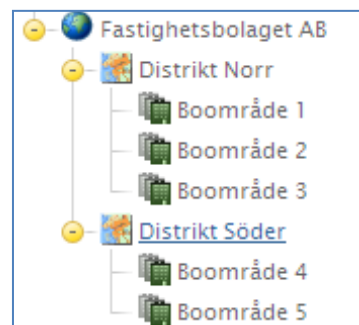 Fastighetsbolaget AB
Distrikt Norr
Boområde 1
Boområde 2
Boområde 3
Distrikt Söder
Boområde 4
Boområde 5